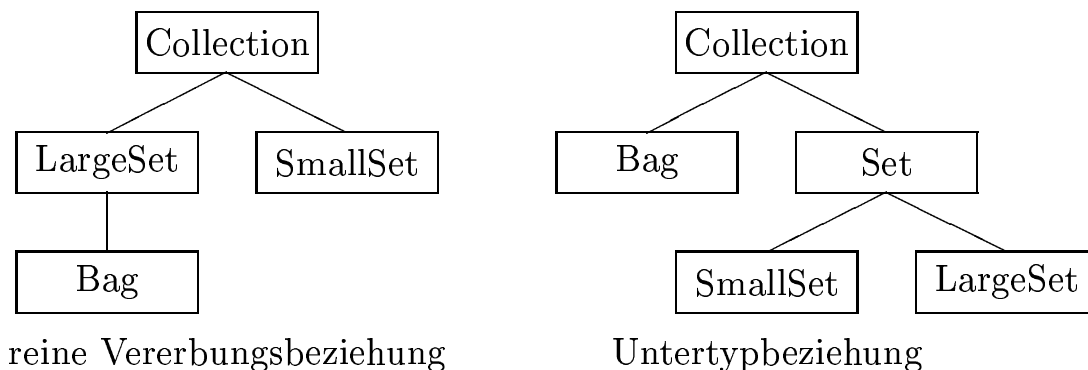 Collection
LargeSet
SmallSet
Bag
reine Vererbungsbeziehung
Collection
Bag
Set
SmallSet
LargeSet
Untertypbeziehung